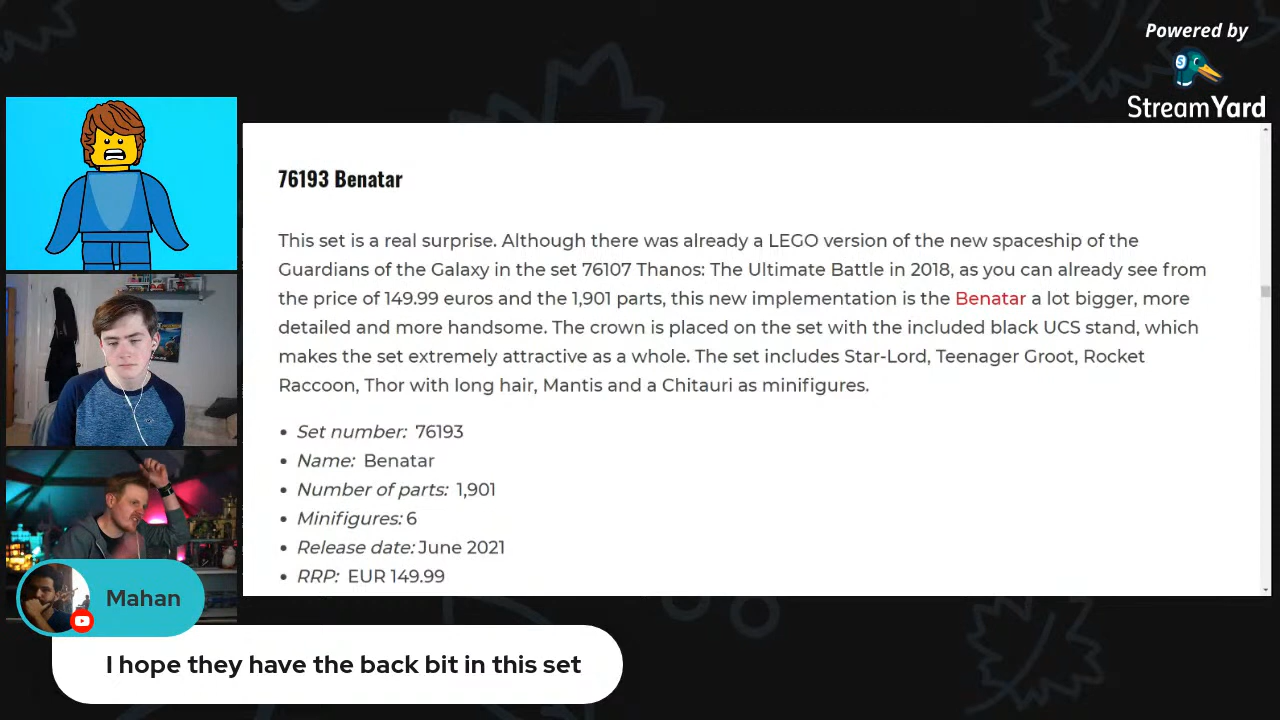 Powered by
StreamYard
76193 Benatar
This set is a real surprise. Although there was already a LEGO version of the new spaceship of the
Guardians of the Galaxy in the set 76107 Thanos: The Ultimate Battle in 2018, as you can already see from
the price of 149.99 euros and the 1,901 parts, this new implementation is the Benatar a lot bigger, more
detailed and more handsome. The crown is placed on the set with the included black UCS stand, which
makes the set extremely attractive as a whole. The set includes Star-Lord, Teenager Groot, Rocket
Raccoon, Thor with long hair, Mantis and a Chitauri as minifigures.
• Set number: 76193
• Name: Benatar
• Number of parts: 1,901
• Minifigures: 6
• Release date: June 2021
• RRP: EUR 149.99
Mahan
I hope they have the back bit in this set